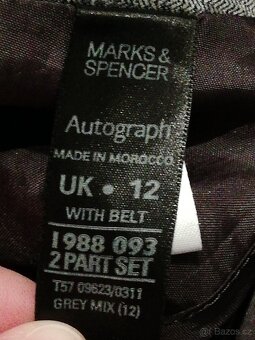 MARKS &
SPENCER
Autograph
MADE IN MOROCCO
UK • 12
WITH BELT
1988 093
2 PART SET
T57 09623/0311
GREY MIX (12)
Bazos.cz